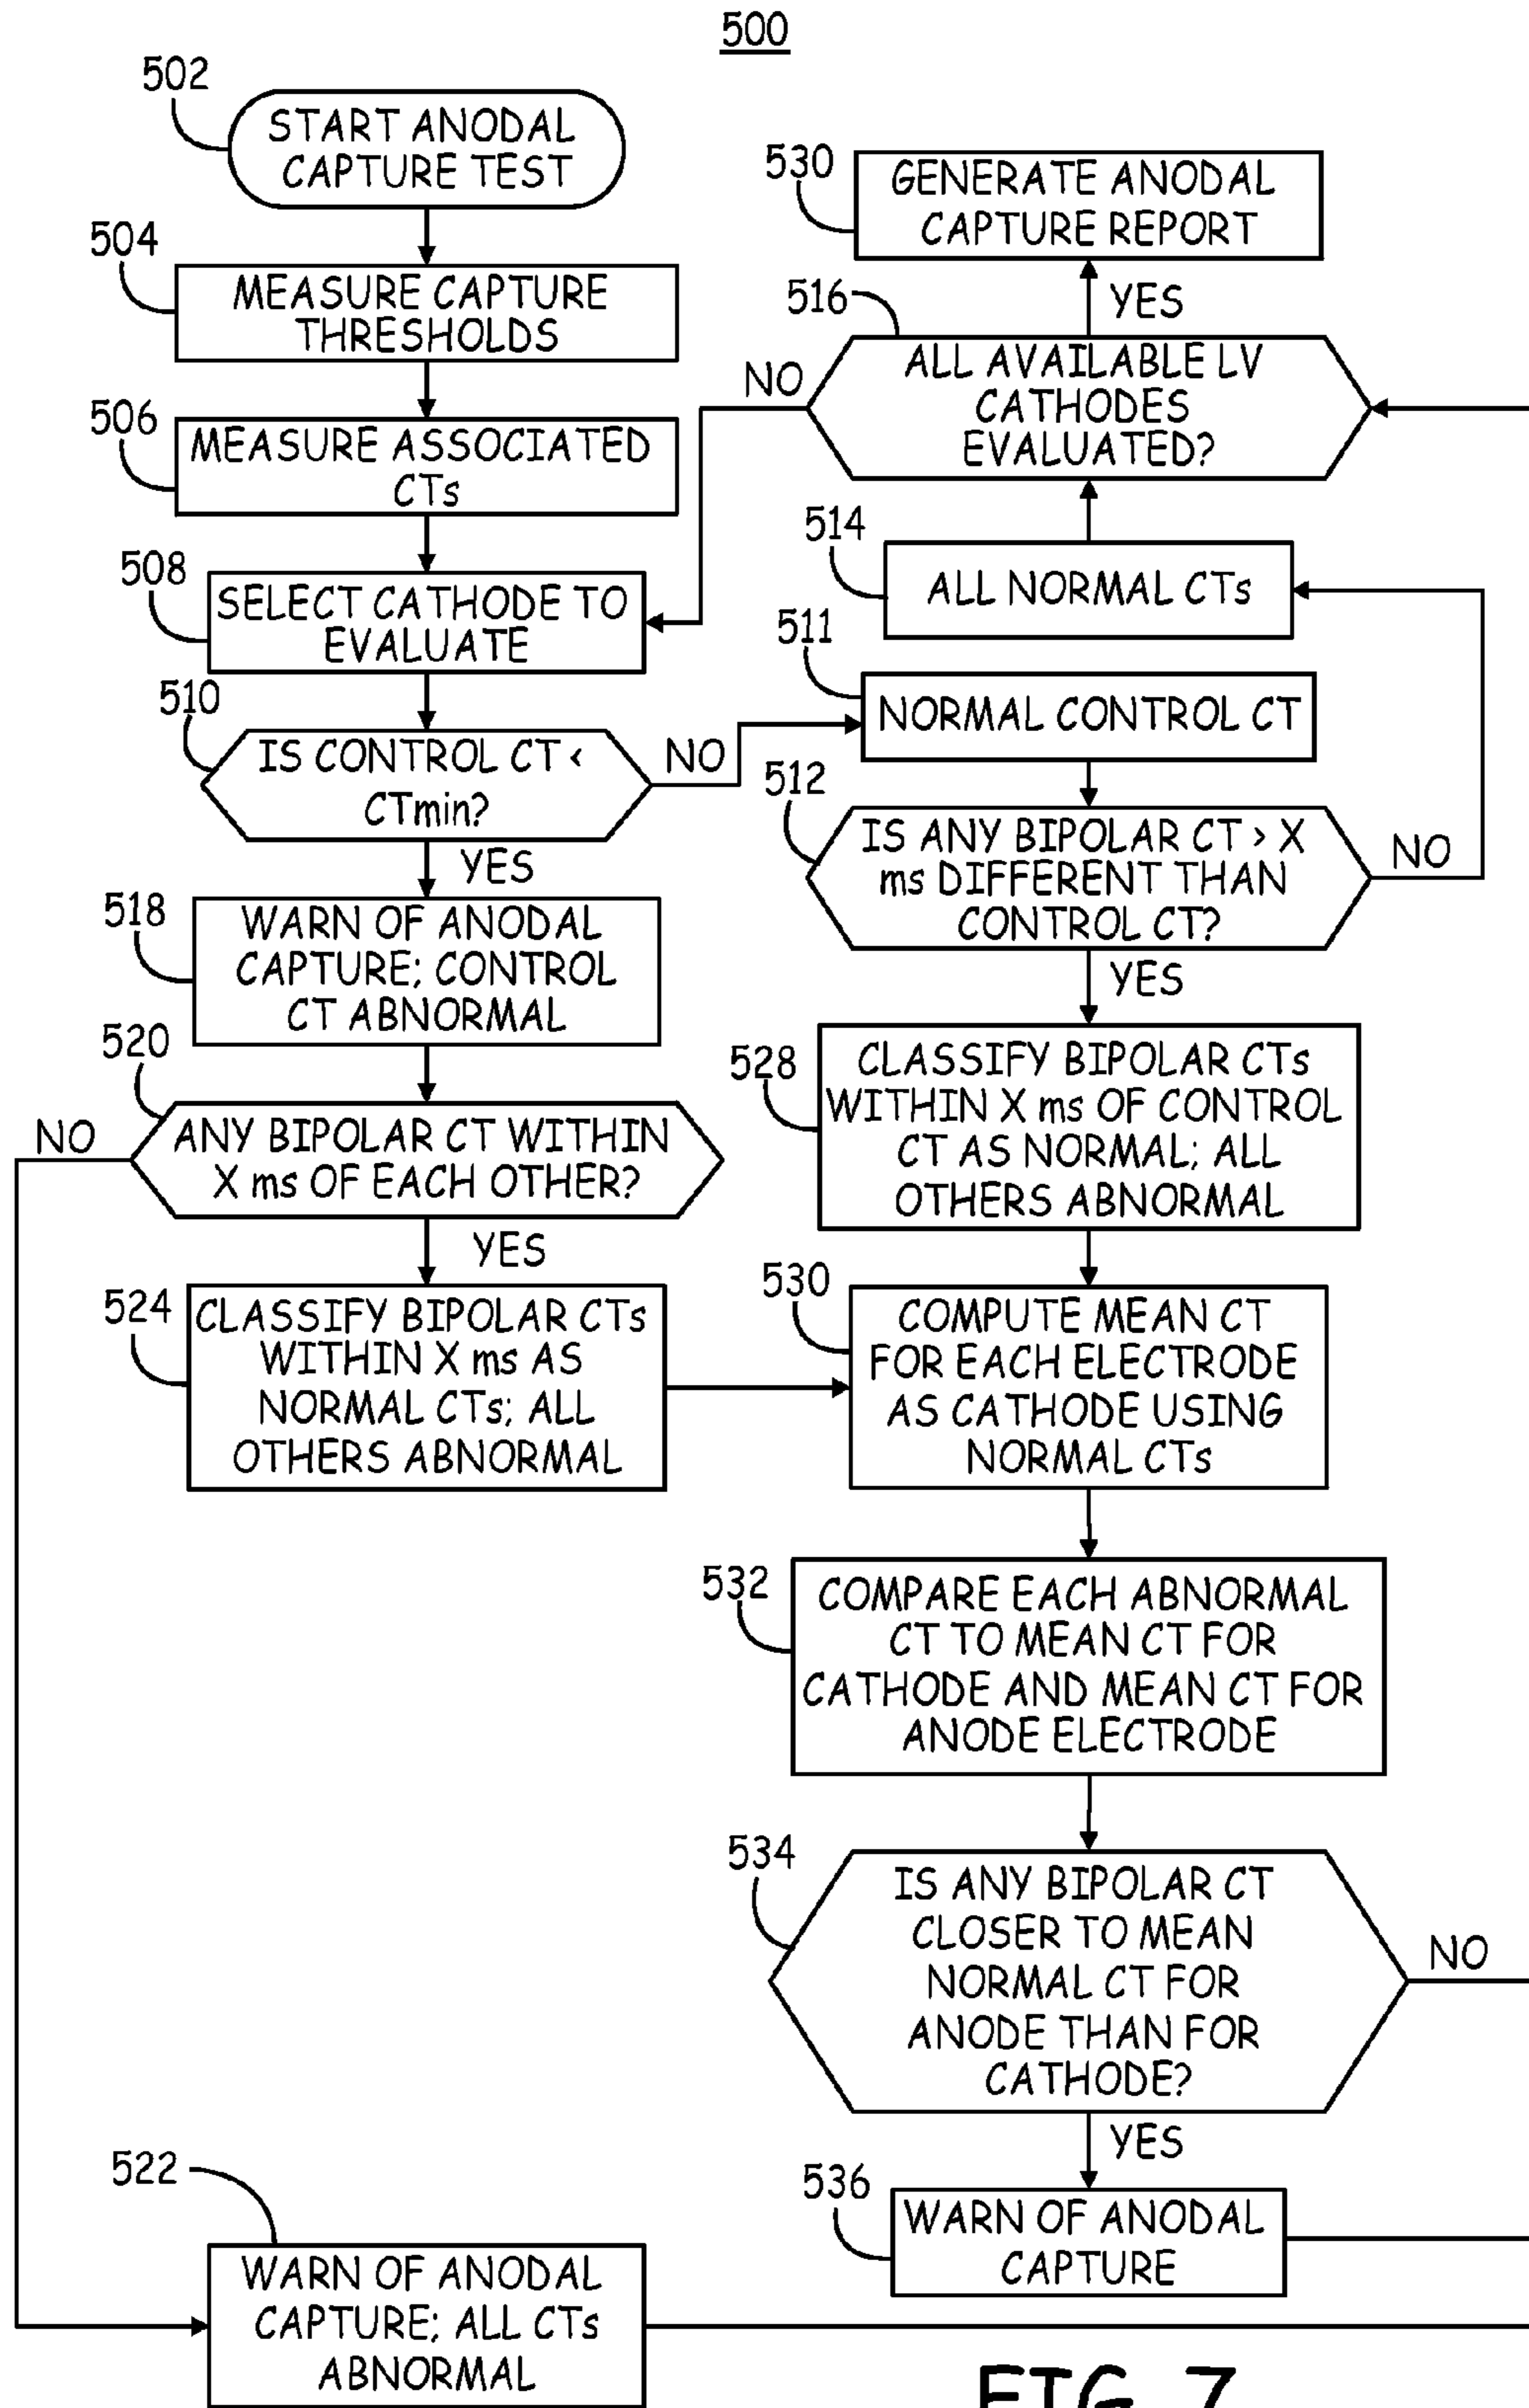 500
502
START ANODAL
CAPTURE TEST
504
MEASURE CAPTURE
THRESHOLDS
506
MEASURE ASSOCIATED
CTs
508
SELECT CATHODE TO
EVALUATE
510
IS CONTROL CT <
CTmin?
NO
YES
518
WARN OF ANODAL
CAPTURE; CONTROL
CT ABNORMAL
520
NO
ANY BIPOLAR CT WITHIN
X ms OF EACH OTHER?
YES
524
CLASSIFY BIPOLAR CTs
WITHIN X ms AS
NORMAL CTs; ALL
OTHERS ABNORMAL
522
WARN OF ANODAL
CAPTURE; ALL CTs
ABNORMAL
530
GENERATE ANODAL
CAPTURE REPORT
516
YES
NO
ALL AVAILABLE LV
CATHODES
EVALUATED?
514
ALL NORMAL CTs
511
NORMAL CONTROL CT
512
IS ANY BIPOLAR CT > X
ms DIFFERENT THAN
CONTROL CT?
NO
YES
528
CLASSIFY BIPOLAR CTs
WITHIN X ms OF CONTROL
CT AS NORMAL; ALL
OTHERS ABNORMAL
530
COMPUTE MEAN CT
FOR EACH ELECTRODE
AS CATHODE USING
NORMAL CTs
532
COMPARE EACH ABNORMAL
CT TO MEAN CT FOR
CATHODE AND MEAN CT FOR
ANODE ELECTRODE
534
IS ANY BIPOLAR CT
CLOSER TO MEAN
NORMAL CT FOR
ANODE THAN FOR
CATHODE?
NO
YES
536
WARN OF ANODAL
CAPTURE
FIG. 7